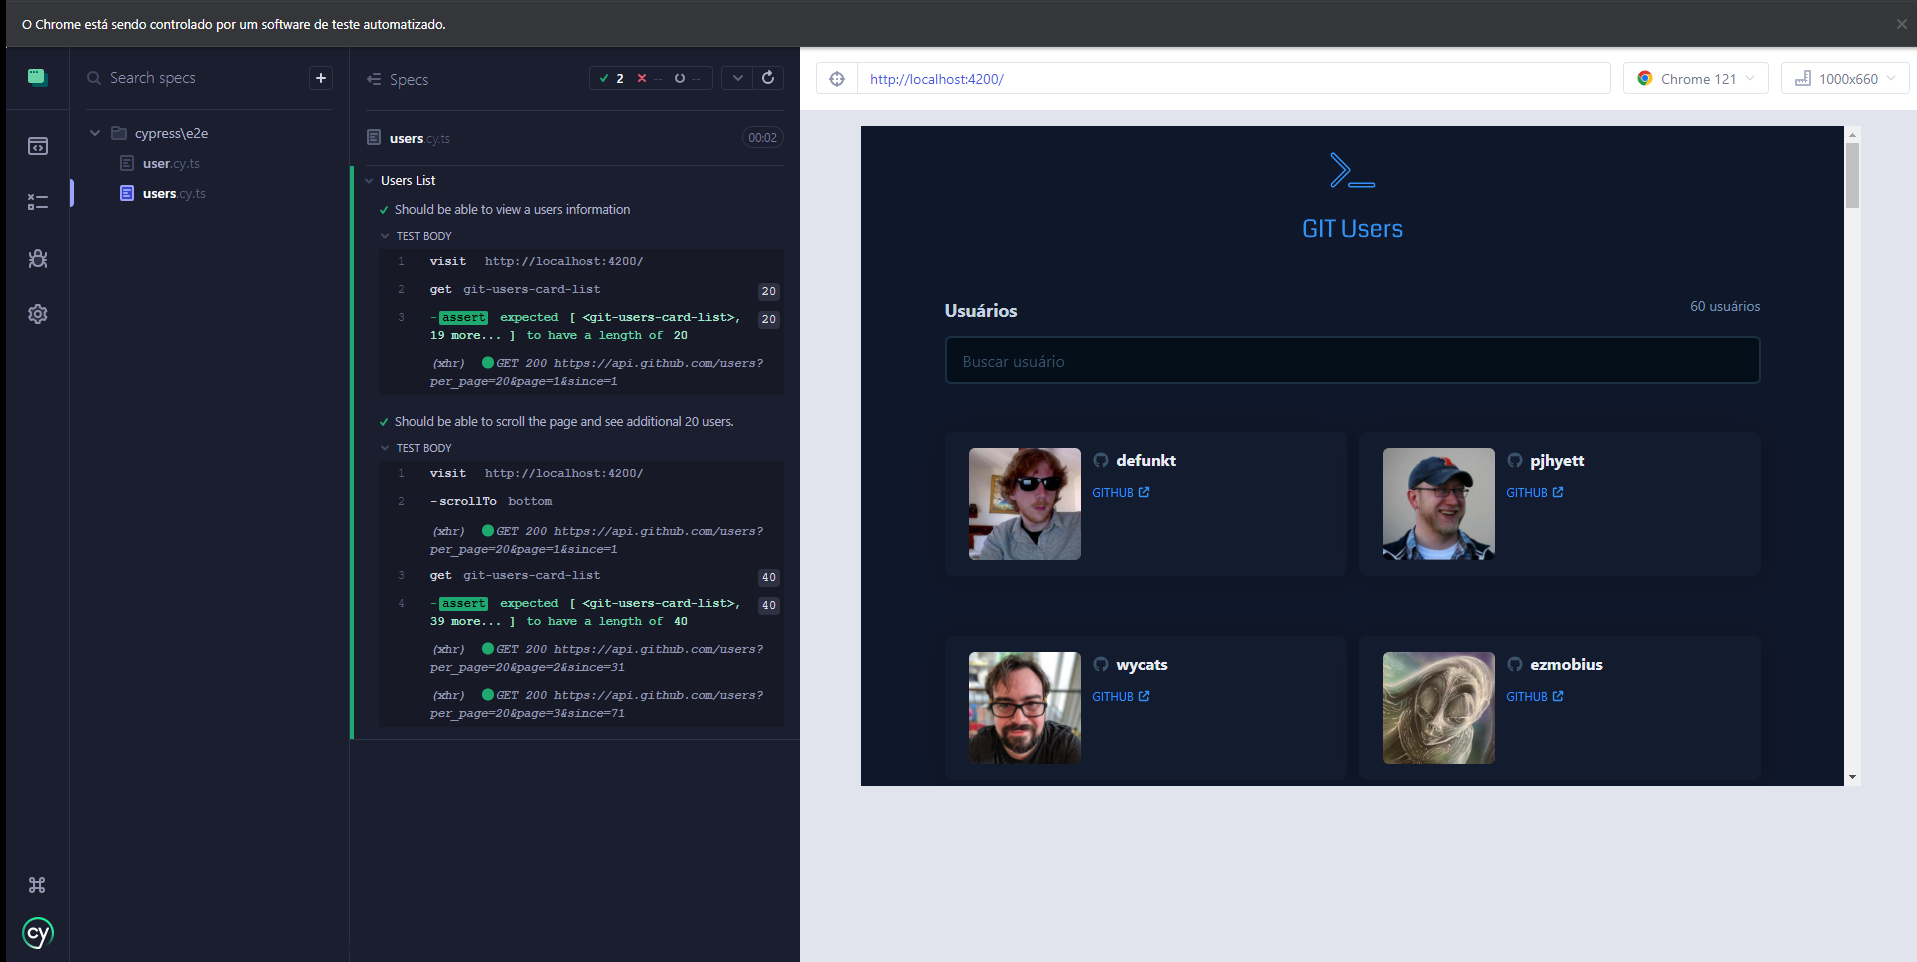 O Chrome está sendo controlado por um software de teste automatizado.
Search specs
+
cypress\e2e
user.cy.ts
users.cy.ts
cy
Specs
2 -- --
users.cy.ts
00:02
Users List
Should be able to view a users information
TEST BODY
1 visit http://localhost:4200/
2 get git-users-card-list 20
3 -assert expected [ <git-users-card-list>, 20
19 more... ] to have a length of 20
(xhr) GET 200 https://api.github.com/users?
per_page=20&page=1&since=1
Should be able to scroll the page and see additional 20 users.
TEST BODY
1 visit http://localhost:4200/
2 -scrollTo bottom
(xhr) GET 200 https://api.github.com/users?
per_page=20&page=1&since=1
3 get git-users-card-list 40
4 -assert expected [ <git-users-card-list>, 40
39 more... ] to have a length of 40
(xhr) GET 200 https://api.github.com/users?
per_page=20&page=2&since=31
(xhr) GET 200 https://api.github.com/users?
per_page=20&page=3&since=71
http://localhost:4200/
Chrome 121
1000x660
GIT Users
Usuários
60 usuários
Buscar usuário
defunkt
GITHUB
pjhyett
GITHUB
wycats
GITHUB
ezmobius
GITHUB